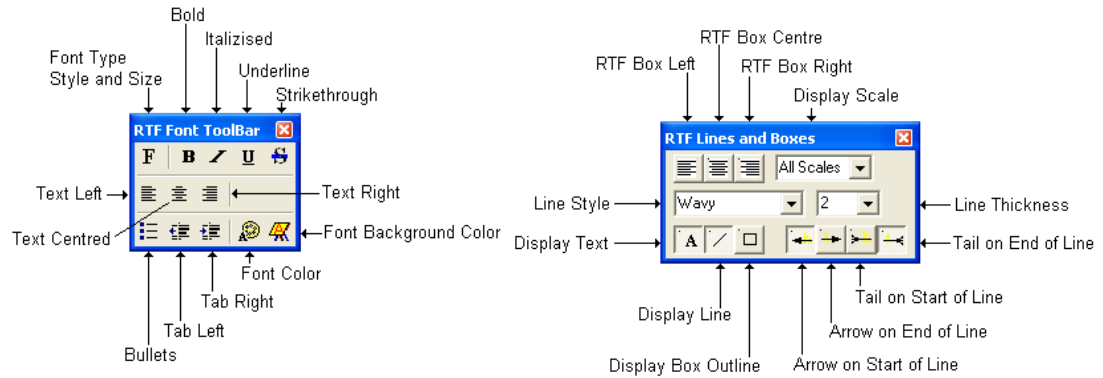 Bold
Italizised
Font Type
Style and Size
Underline
Strikethrough
RTF Font ToolBar
F B I U S
Text Left
Text Right
Text Centred
A A
Font Background Color
Font Color
Tab Right
Tab Left
Bullets
RTF Box Centre
RTF Box Left
RTF Box Right
Display Scale
RTF Lines and Boxes
All Scales
Line Style
Wavy
2
Line Thickness
Display Text
A
Tail on End of Line
Tail on Start of Line
Display Line
Arrow on End of Line
Display Box Outline
Arrow on Start of Line